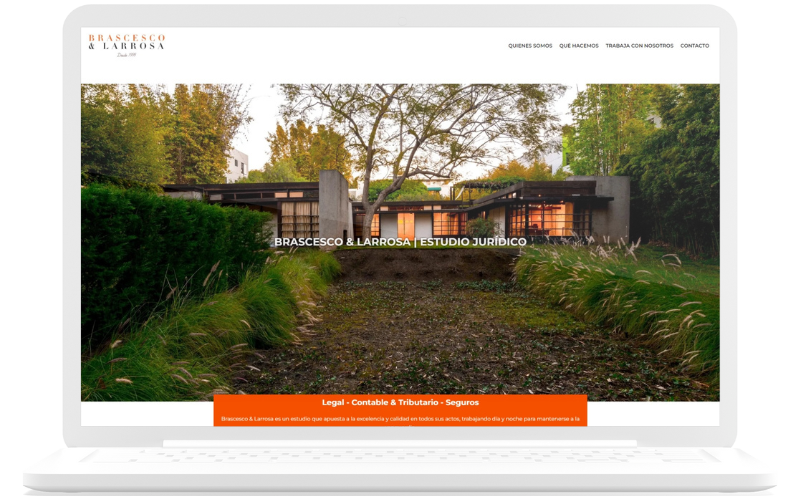 BRASCESCO
& LARROSA
Desde 1991
QUIENES SOMOS QUÉ HACEMOS TRABAJA CON NOSOTROS CONTACTO
BRASCESCO & LARROSA | ESTUDIO JURÍDICO
Legal - Contable & Tributario - Seguros
Brascesco & Larrosa es un estudio que apuesta a la excelencia y calidad en todos sus actos, trabajando día y noche para mantenerse a la